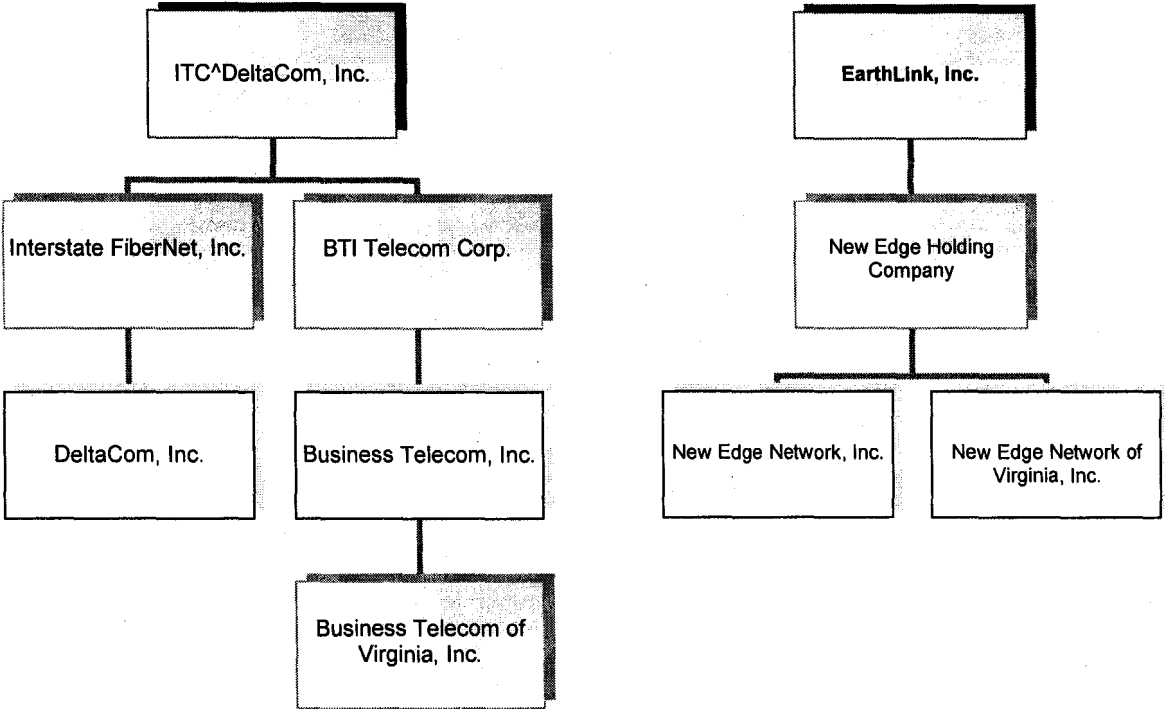 ITC^DeltaCom, Inc.
EarthLink, Inc.
Interstate FiberNet, Inc.
BTI Telecom Corp.
New Edge Holding
Company
DeltaCom, Inc.
Business Telecom, Inc.
New Edge Network, Inc.
New Edge Network of
Virginia, Inc.
Business Telecom of
Virginia, Inc.